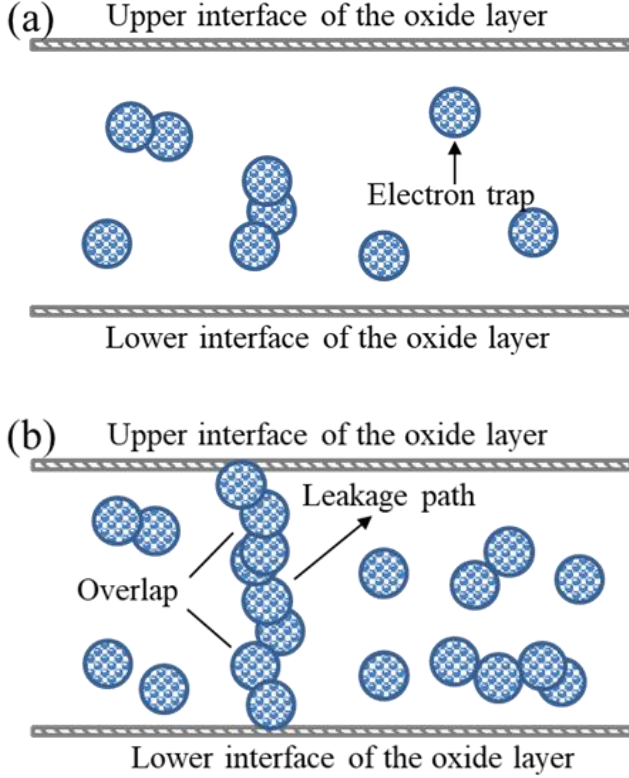 (a)
Upper interface of the oxide layer
Electron trap
Lower interface of the oxide layer
(b)
Upper interface of the oxide layer
Leakage path
Overlap
Lower interface of the oxide layer